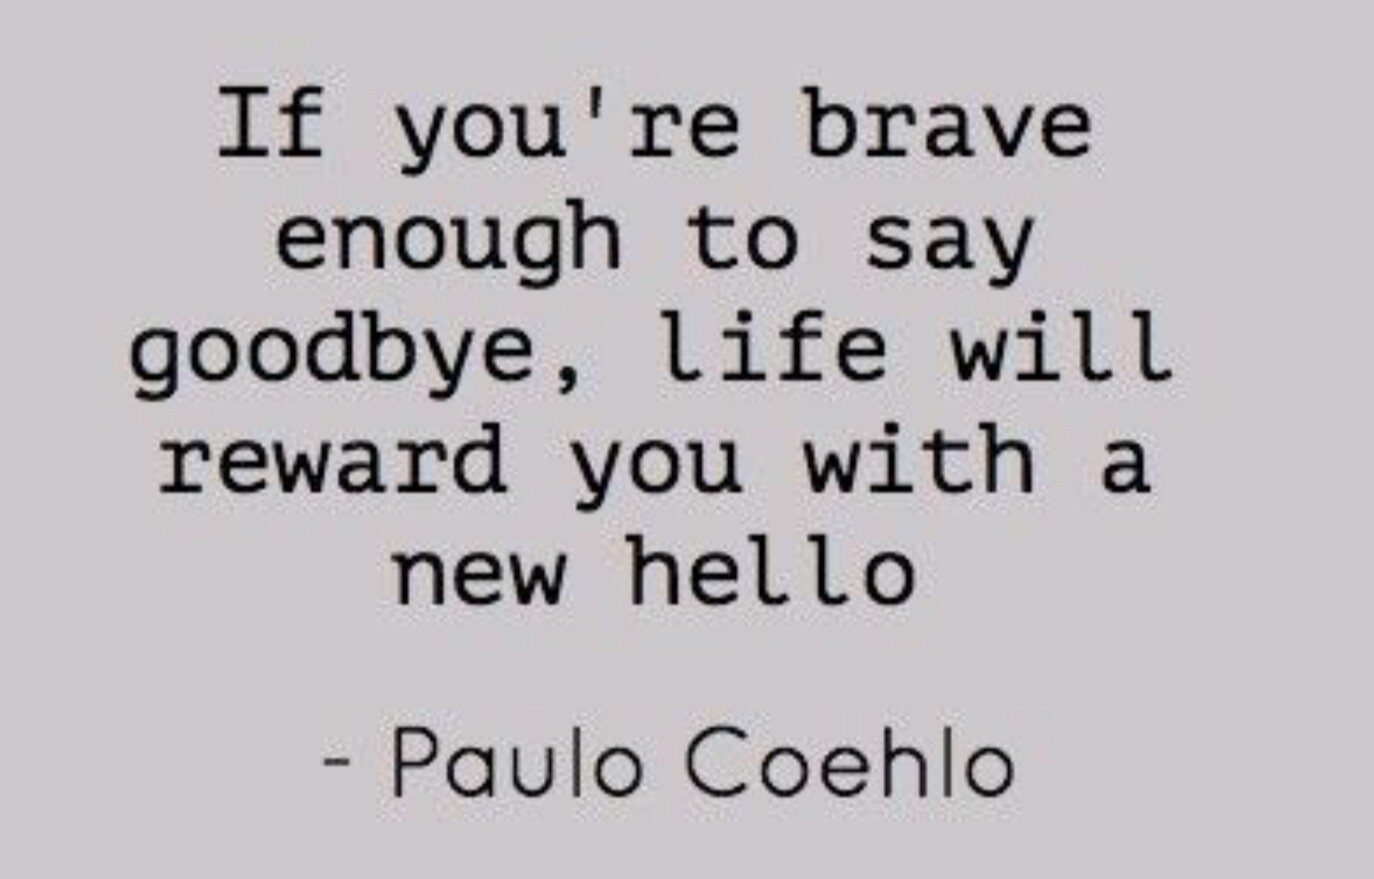 If you're brave
enough to say
goodbye, life will
reward you with a
new hello
- Paulo Coehlo